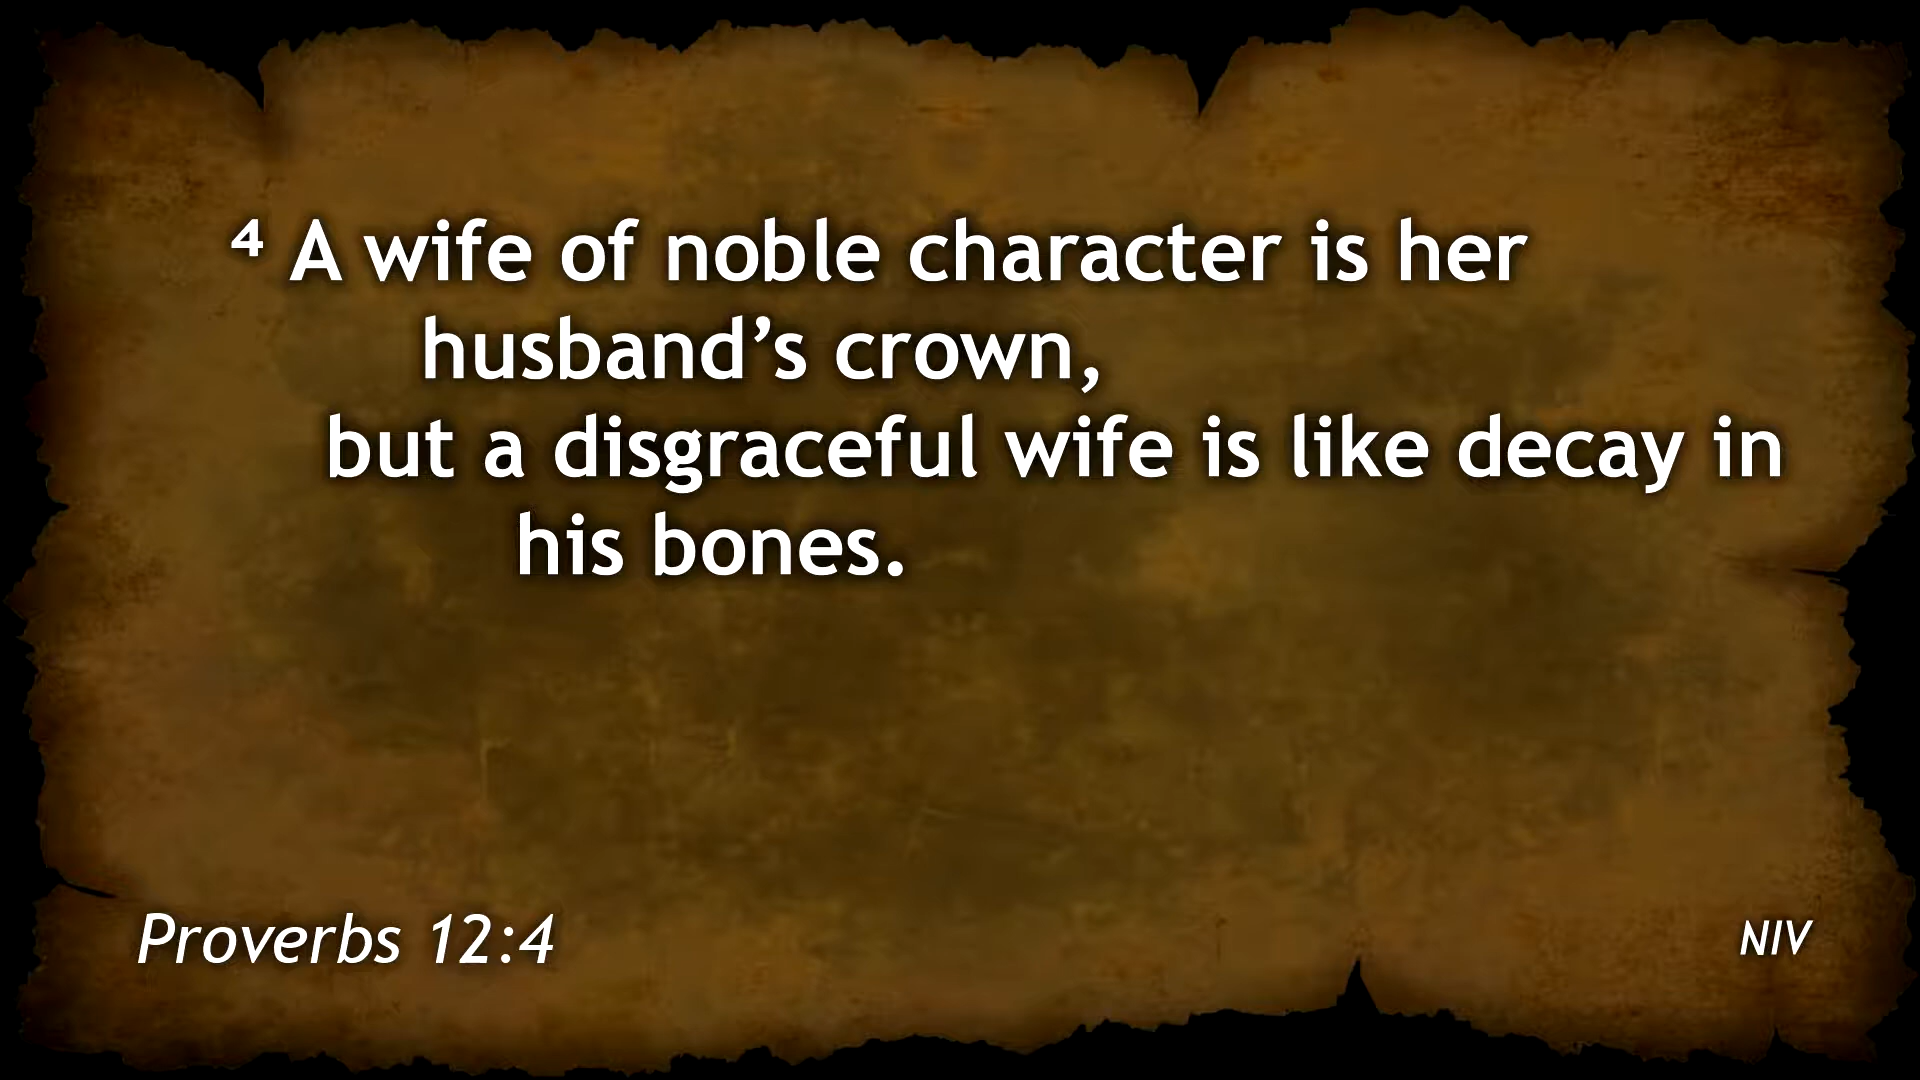 ⁴ A wife of noble character is her
husband’s crown,
but a disgraceful wife is like decay in
his bones.
Proverbs 12:4
NIV